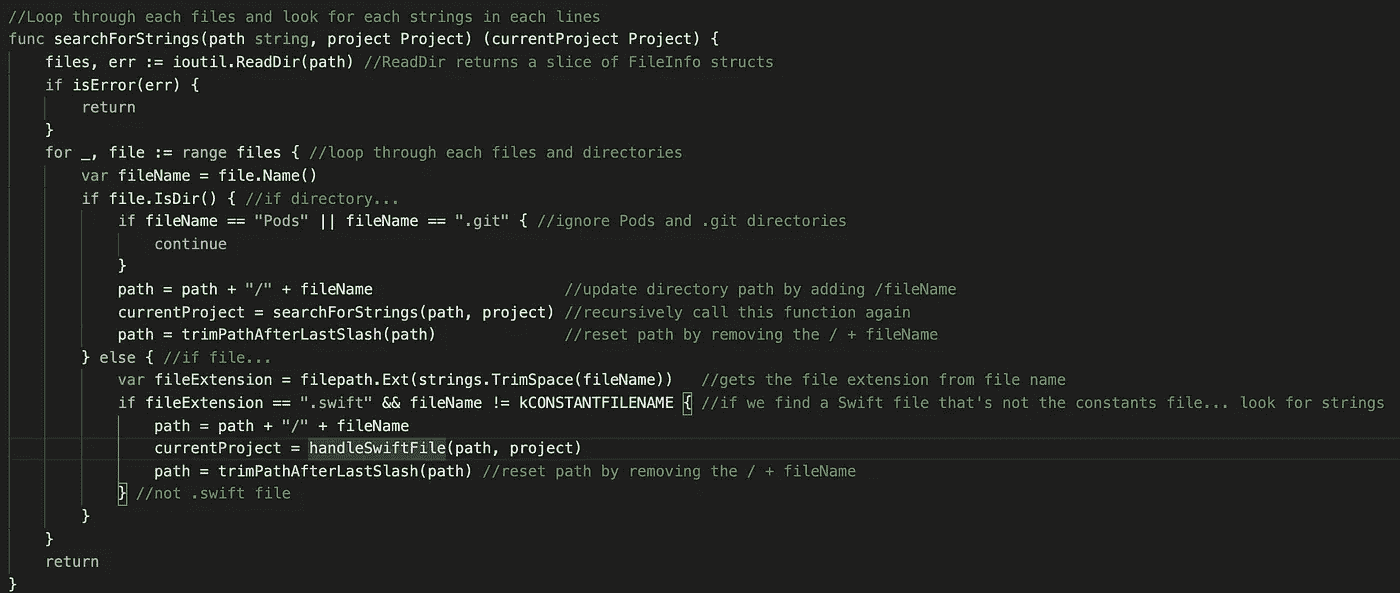 //Loop through each files and look for each strings in each lines
func searchForStrings(path string, project Project) (currentProject Project) {
    files, err := ioutil.ReadDir(path) //ReadDir returns a slice of FileInfo structs
    if isError(err) {
        return
    }
    for _, file := range files { //loop through each files and directories
        var fileName = file.Name()
        if file.IsDir() { //if directory...
            if fileName == "Pods" || fileName == ".git" { //ignore Pods and .git directories
                continue
            }
            path = path + "/" + fileName                     //update directory path by adding /fileName
            currentProject = searchForStrings(path, project) //recursively call this function again
            path = trimPathAfterLastSlash(path)              //reset path by removing the / + fileName
        } else { //if file...
            var fileExtension = filepath.Ext(strings.TrimSpace(fileName))   //gets the file extension from file name
            if fileExtension == ".swift" && fileName != kCONSTANTFILENAME { //if we find a Swift file that's not the constants file... look for strings
                path = path + "/" + fileName
                currentProject = handleSwiftFile(path, project)
                path = trimPathAfterLastSlash(path) //reset path by removing the / + fileName
            } //not .swift file
        }
    }
    return
}